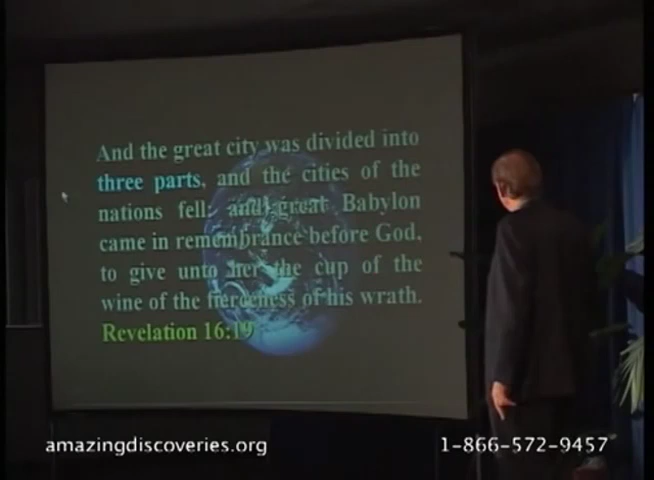 And the great city was divided into
three parts, and the cities of the
nations fell: and great Babylon
came in remembrance before God,
to give unto her the cup of the
wine of the fierceness of his wrath.
Revelation 16:19
amazingdiscoveries.org
1-866-572-9457